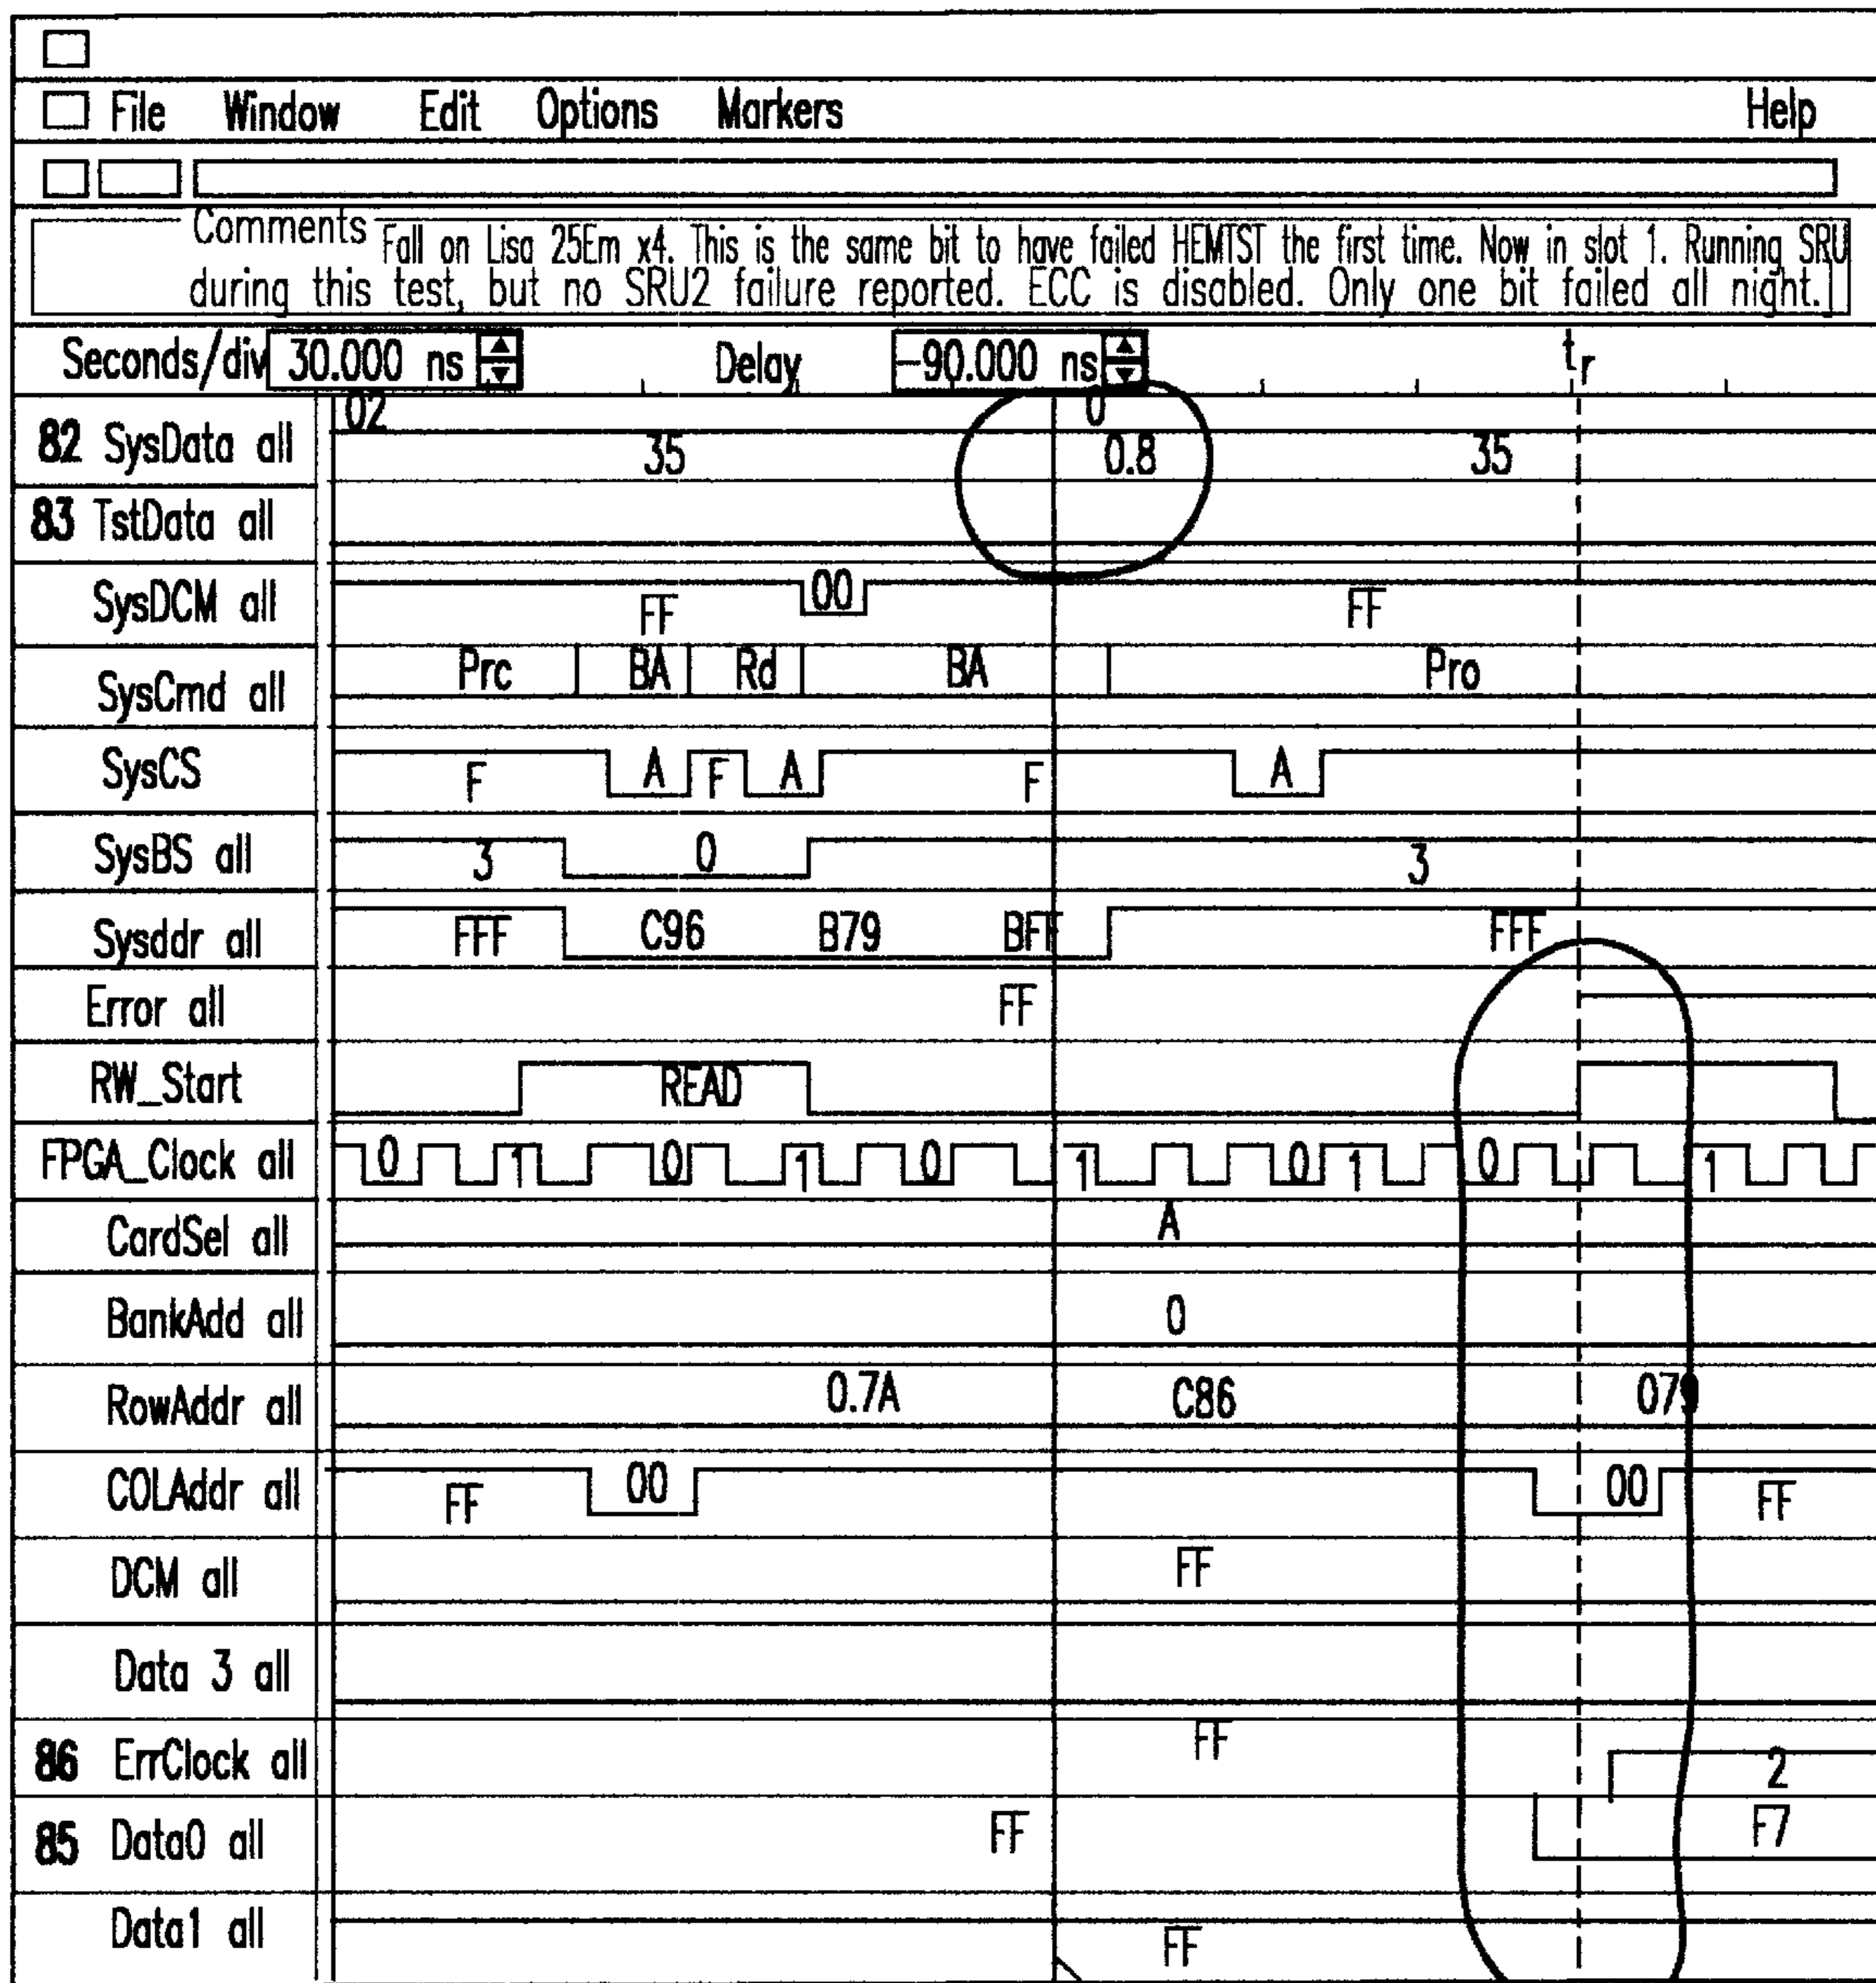 File Window Edit Options Markers Help
Comments Fall on Lisa 25Em x4. This is the same bit to have failed HEMTST the first time. Now in slot 1. Running SRU
during this test, but no SRU2 failure reported. ECC is disabled. Only one bit failed all night.]
Seconds/div 30.000 ns Delay -90.000 ns tr
82 SysData all 02 35 0 0.8 35
83 TstData all
SysDCM all FF 00 FF
SysCmd all Prc BA Rd BA Pro
SysCS F A F A F A
SysBS all 3 0 3
Sysddr all FFF C96 B79 BFF FFF
Error all FF
RW_Start READ
FPGA_Clock all 0 1 0 1 0 1 0 1 0 1
CardSel all A
BankAdd all 0
RowAddr all 0.7A C86 079
COLAddr all FF 00 00 FF
DCM all FF
Data 3 all
86 ErrClock all FF 2
85 Data0 all FF F7
Data1 all FF